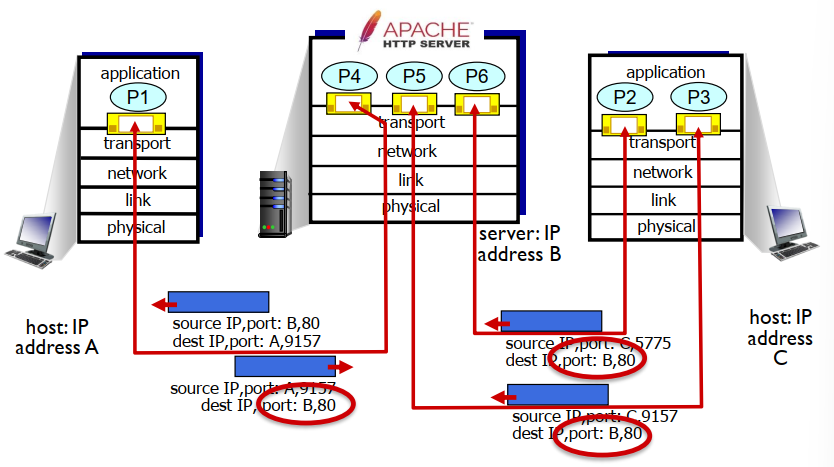 APACHE
HTTP SERVER
application
P1
transport
network
link
physical
P4
P5
P6
transport
network
link
physical
application
P2
P3
transport
network
link
physical
server: IP
address B
host: IP
address A
host: IP
address
C
source IP,port: B,80
dest IP,port: A,9157
source IP,port: A,9157
dest IP,port: B,80
source IP,port: C,5775
dest IP,port: B,80
source IP,port: C,9157
dest IP,port: B,80